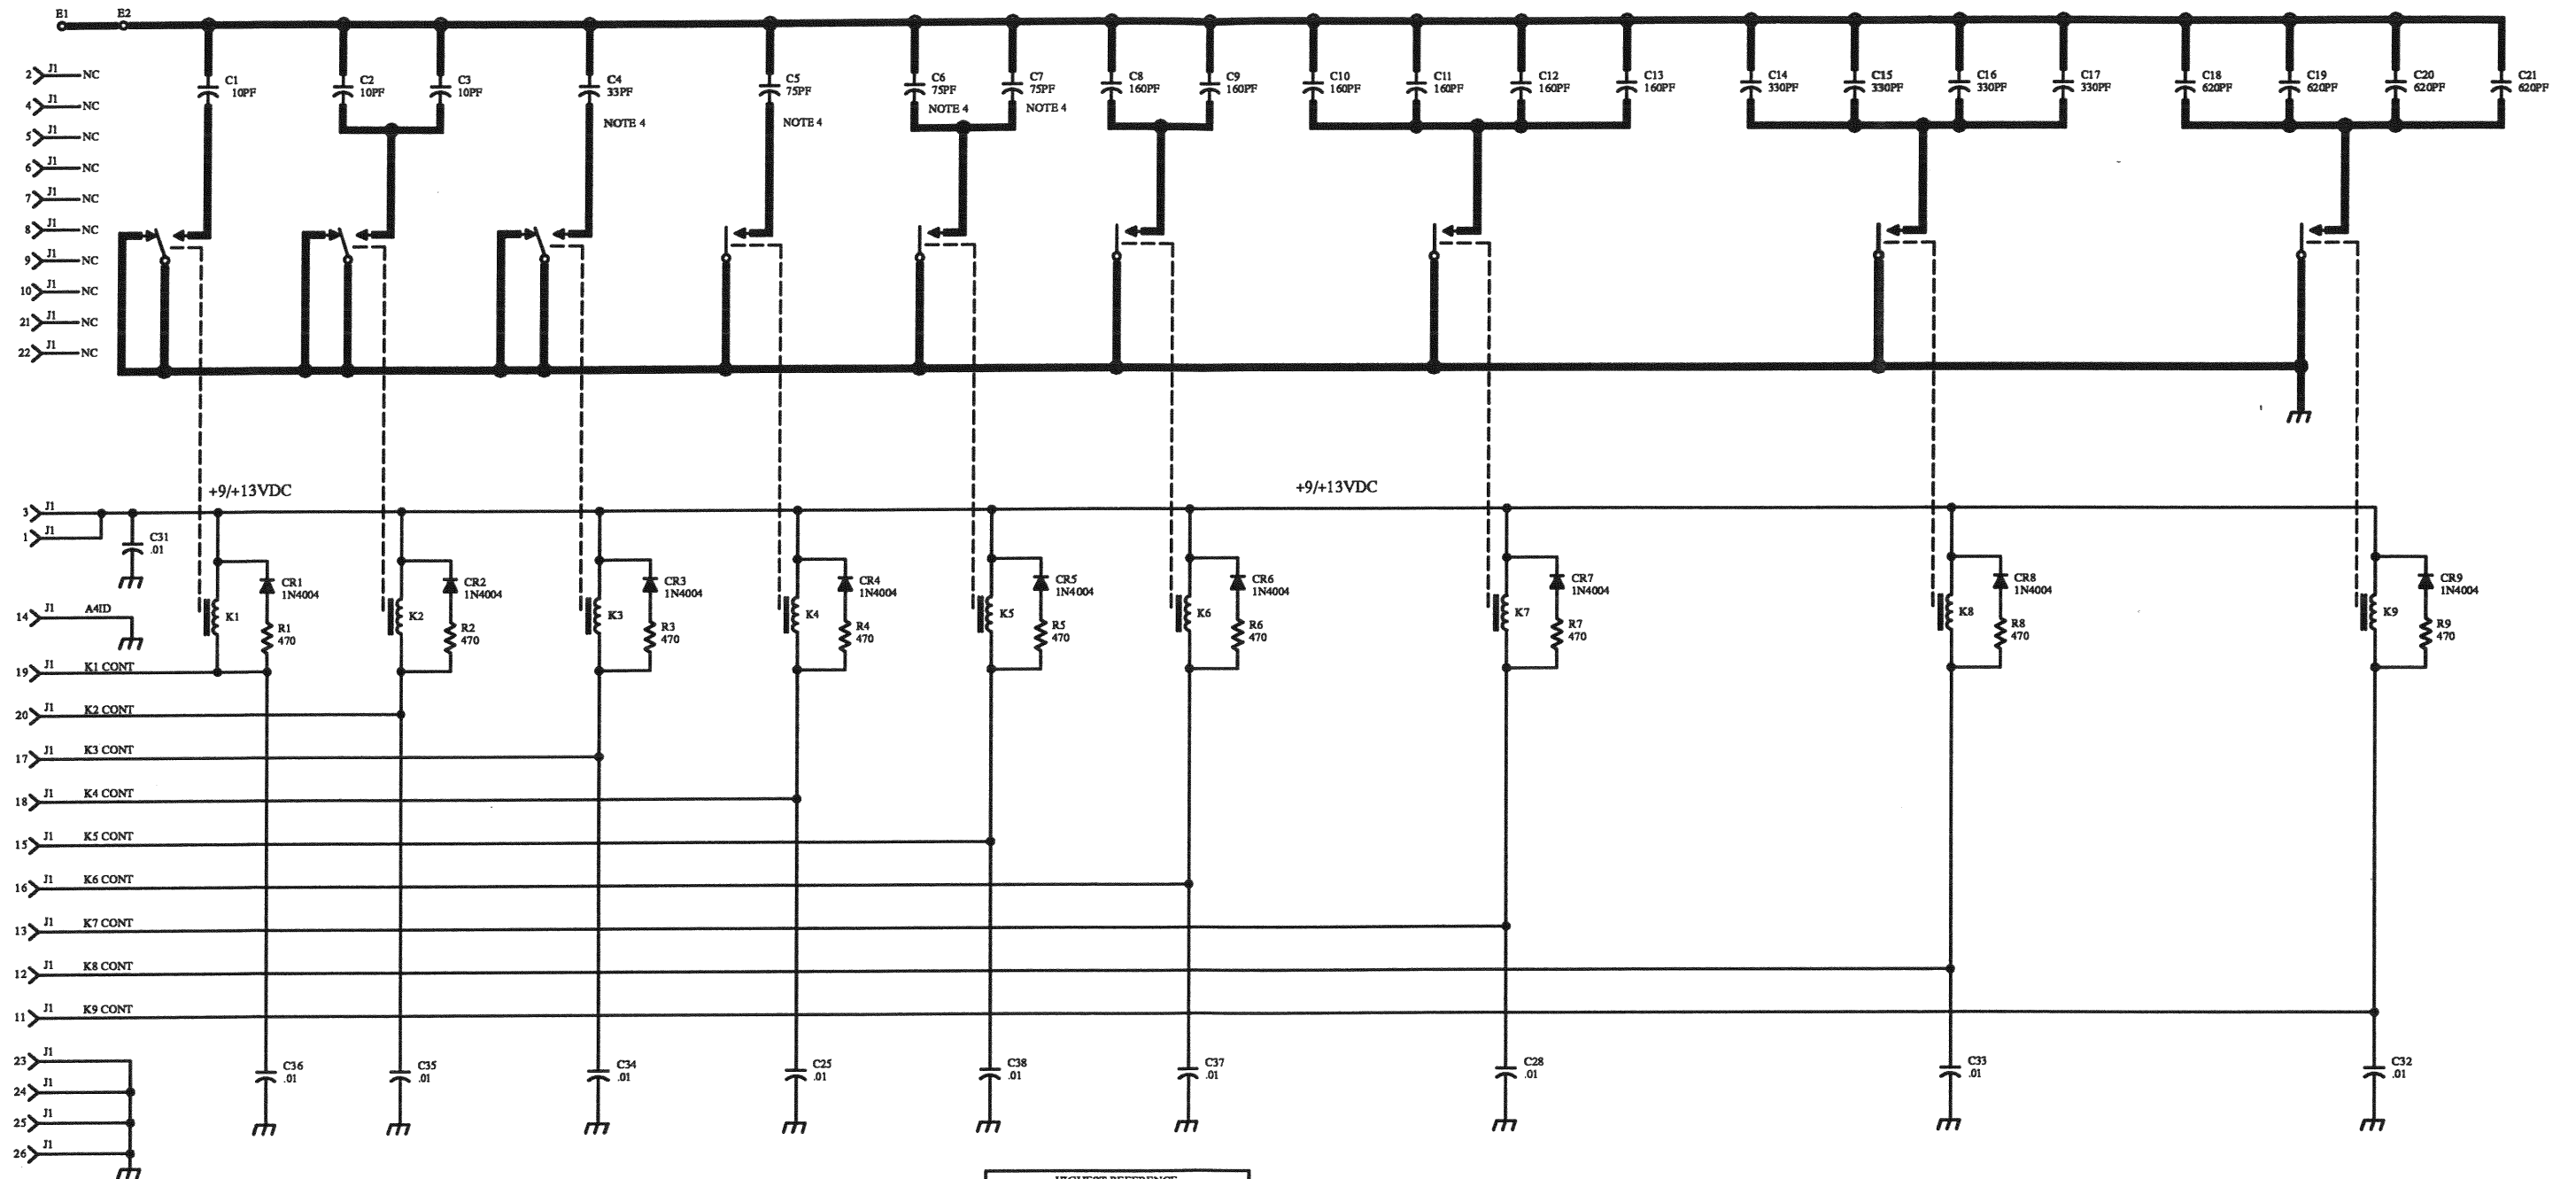 E1
E2
C1
10PF
C2
10PF
C3
10PF
C4
33PF
NOTE 4
C5
75PF
NOTE 4
C6
75PF
NOTE 4
C7
75PF
NOTE 4
C8
160PF
C9
160PF
C10
160PF
C11
160PF
C12
160PF
C13
160PF
C14
330PF
C15
330PF
C16
330PF
C17
330PF
C18
620PF
C19
620PF
C20
620PF
C21
620PF
2 J1 NC
4 J1 NC
5 J1 NC
6 J1 NC
7 J1 NC
8 J1 NC
9 J1 NC
10 J1 NC
21 J1 NC
22 J1 NC
+9/+13VDC
+9/+13VDC
3 J1
1 J1
C31
.01
14 J1 A4ID
K1
CR1
1N4004
R1
470
K2
CR2
1N4004
R2
470
K3
CR3
1N4004
R3
470
K4
CR4
1N4004
R4
470
K5
CR5
1N4004
R5
470
K6
CR6
1N4004
R6
470
K7
CR7
1N4004
R7
470
K8
CR8
1N4004
R8
470
K9
CR9
1N4004
R9
470
19 J1 K1 CONT
20 J1 K2 CONT
17 J1 K3 CONT
18 J1 K4 CONT
15 J1 K5 CONT
16 J1 K6 CONT
13 J1 K7 CONT
12 J1 K8 CONT
11 J1 K9 CONT
23 J1
24 J1
25 J1
26 J1
C36
.01
C35
.01
C34
.01
C25
.01
C38
.01
C37
.01
C28
.01
C33
.01
C32
.01
HIGHEST REFERENCE